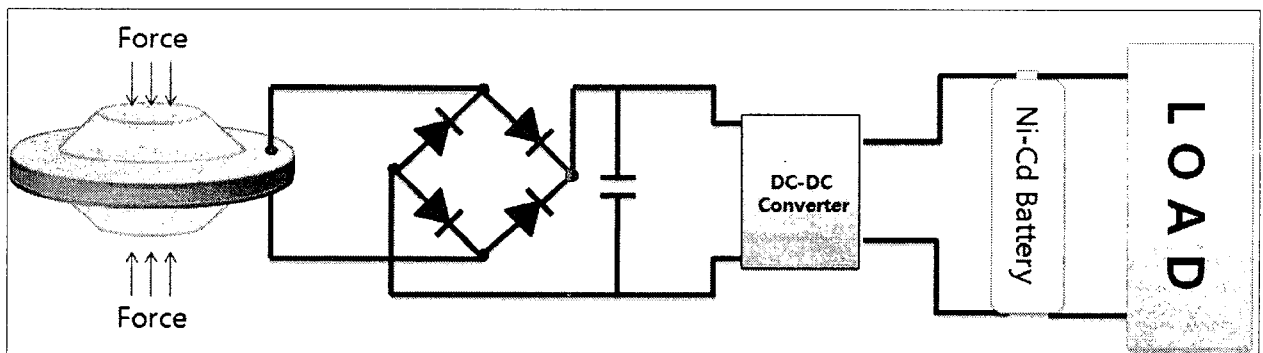 Force
Force
DC-DC
Converter
Ni-Cd Battery
LOAD